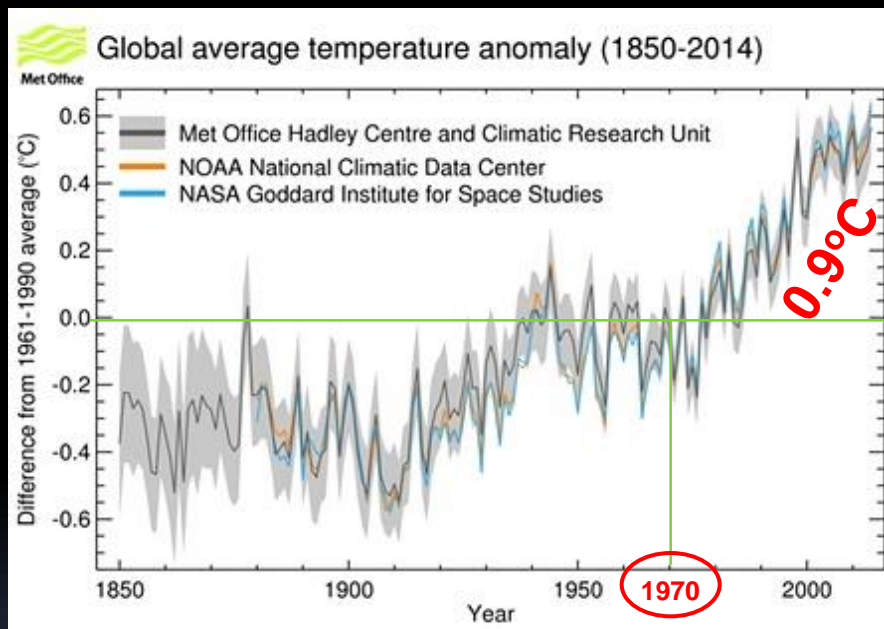 Met Office
Global average temperature anomaly (1850-2014)
Difference from 1961-1990 average (°C)
0.6
0.4
0.2
0.0
-0.2
-0.4
-0.6
Met Office Hadley Centre and Climatic Research Unit
NOAA National Climatic Data Center
NASA Goddard Institute for Space Studies
0.9°C
1850
1900
1950
1970
2000
Year